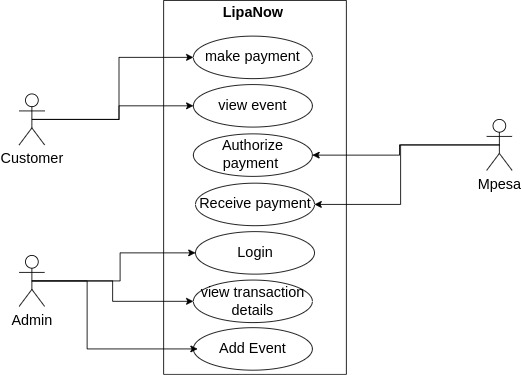 LipaNow
make payment
view event
Authorize
payment
Receive payment
Login
view transaction
details
Add Event
Customer
Admin
Mpesa